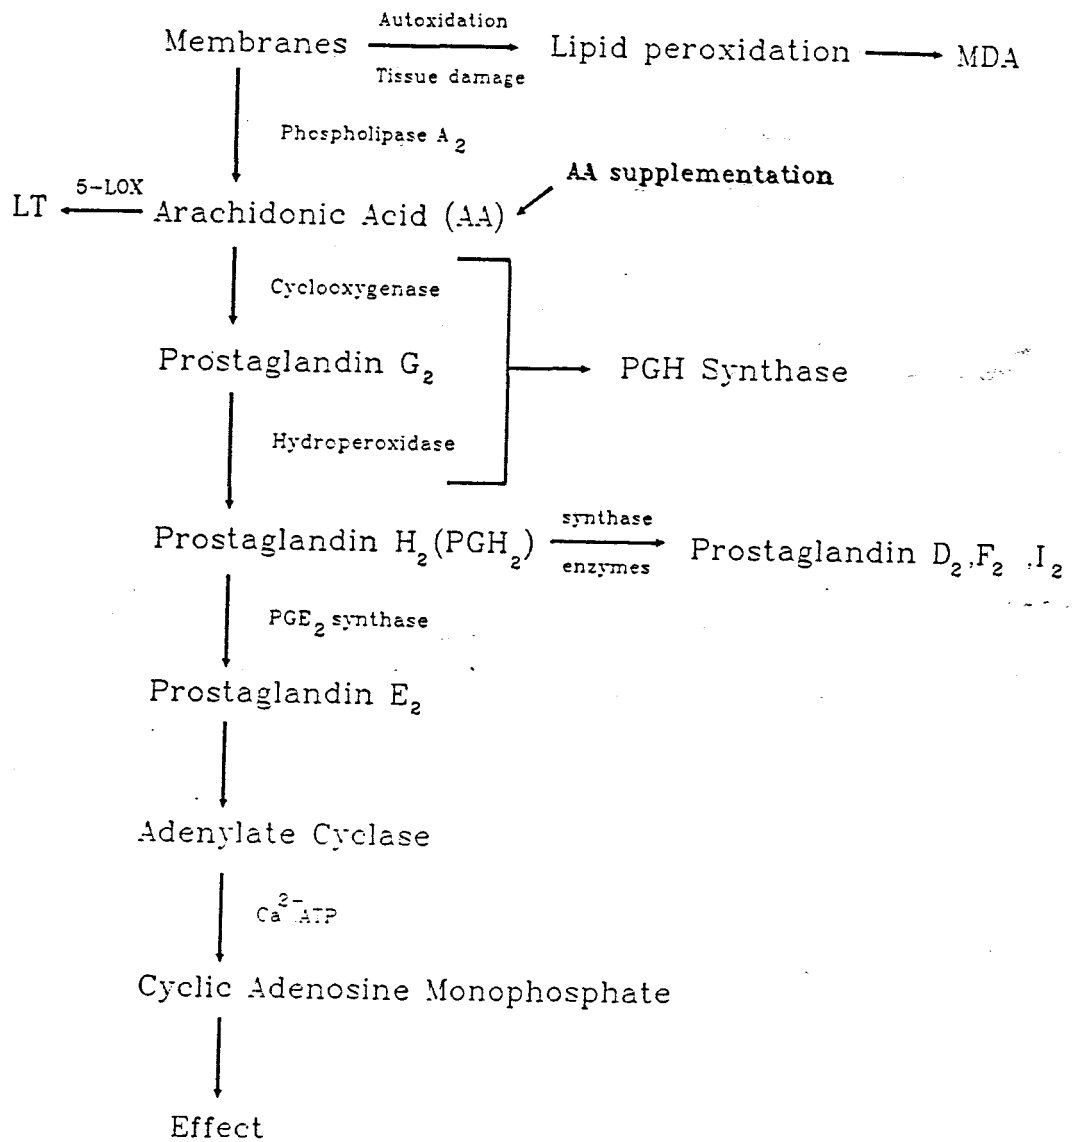 Autoxidation
Membranes
Lipid peroxidation
MDA
Tissue damage
Phospholipase A₂
AA supplementation
5-LOX
LT
Arachidonic Acid (AA)
Cyclooxygenase
Prostaglandin G₂
PGH Synthase
Hydroperoxidase
Prostaglandin H₂(PGH₂)
synthase
enzymes
Prostaglandin D₂,F₂ ,I₂
PGE₂ synthase
Prostaglandin E₂
Adenylate Cyclase
Ca²⁻ATP
Cyclic Adenosine Monophosphate
Effect